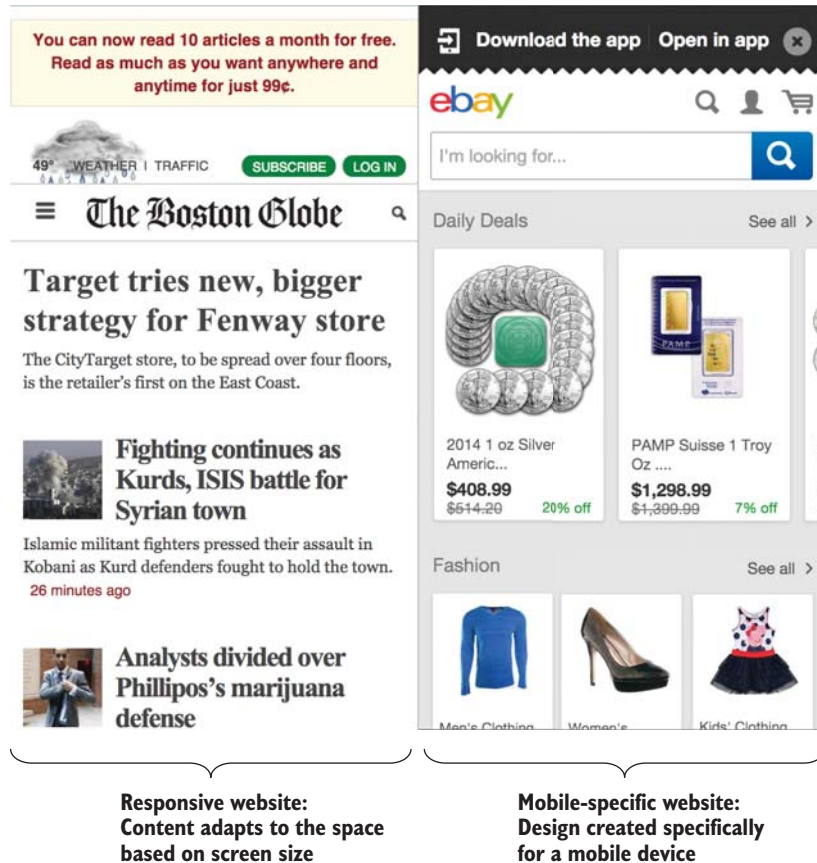 You can now read 10 articles a month for free.
Read as much as you want anywhere and
anytime for just 99¢.
49° WEATHER | TRAFFIC SUBSCRIBE LOG IN
The Boston Globe
Target tries new, bigger
strategy for Fenway store
The CityTarget store, to be spread over four floors,
is the retailer's first on the East Coast.
Fighting continues as
Kurds, ISIS battle for
Syrian town
Islamic militant fighters pressed their assault in
Kobani as Kurd defenders fought to hold the town.
26 minutes ago
Analysts divided over
Phillipos's marijuana
defense
Download the app Open in app
ebay
I'm looking for...
Daily Deals See all >
PAMP
2014 1 oz Silver
Americ...
$408.99
$514.20 20% off
PAMP Suisse 1 Troy
Oz ....
$1,298.99
$1,399.99 7% off
Fashion See all >
Men's Clothing Women's Kids' Clothing
Responsive website:
Content adapts to the space
based on screen size
Mobile-specific website:
Design created specifically
for a mobile device